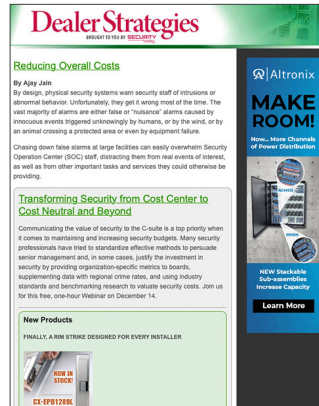 Dealer Strategies
BROUGHT TO YOU BY SECURITY
Reducing Overall Costs
By Ajay Jain
By design, physical security systems warn security staff of intrusions or
abnormal behavior. Unfortunately, they get it wrong most of the time. The
vast majority of alarms are either false or “nuisance” alarms caused by
innocuous events triggered unknowingly by humans, or by the wind, or by
an animal crossing a protected area or even by equipment failure.
Chasing down false alarms at large facilities can easily overwhelm Security
Operation Center (SOC) staff, distracting them from real events of interest,
as well as from other important tasks and services they could otherwise be
providing.
Transforming Security from Cost Center to
Cost Neutral and Beyond
Communicating the value of security to the C-suite is a top priority when
it comes to maintaining and increasing security budgets. Many security
professionals have tried to standardize effective methods to persuade
senior management and, in some cases, justify the investment in
security by providing organization-specific metrics to boards,
supplementing data with regional crime rates, and using industry
standards and benchmarking research to valuate security costs. Join us
for this free, one-hour Webinar on December 14.
New Products
FINALLY, A RIM STRIKE DESIGNED FOR EVERY INSTALLER
NOW IN
STOCK!
CX-EPD1289L
Altronix
MAKE
ROOM!
Now... More Channels
of Power Distribution
ACM8CB
PD16W
NEW Stackable
Sub-assemblies
Increase Capacity
Learn More